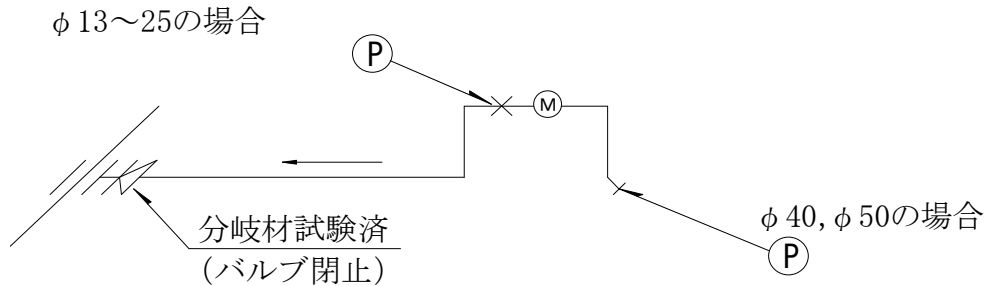 φ13～25の場合
P
M
分岐材試験済
(バルブ閉止)
φ40,φ50の場合
P